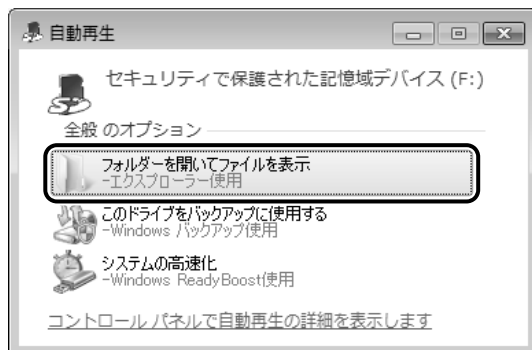 自動再生
セキュリティで保護された記憶域デバイス (F:)
全般 のオプション
フォルダーを開いてファイルを表示
-エクスプローラー使用
このドライブをバックアップに使用する
-Windows バックアップ使用
システムの高速化
-Windows ReadyBoost使用
コントロール パネルで自動再生の詳細を表示します